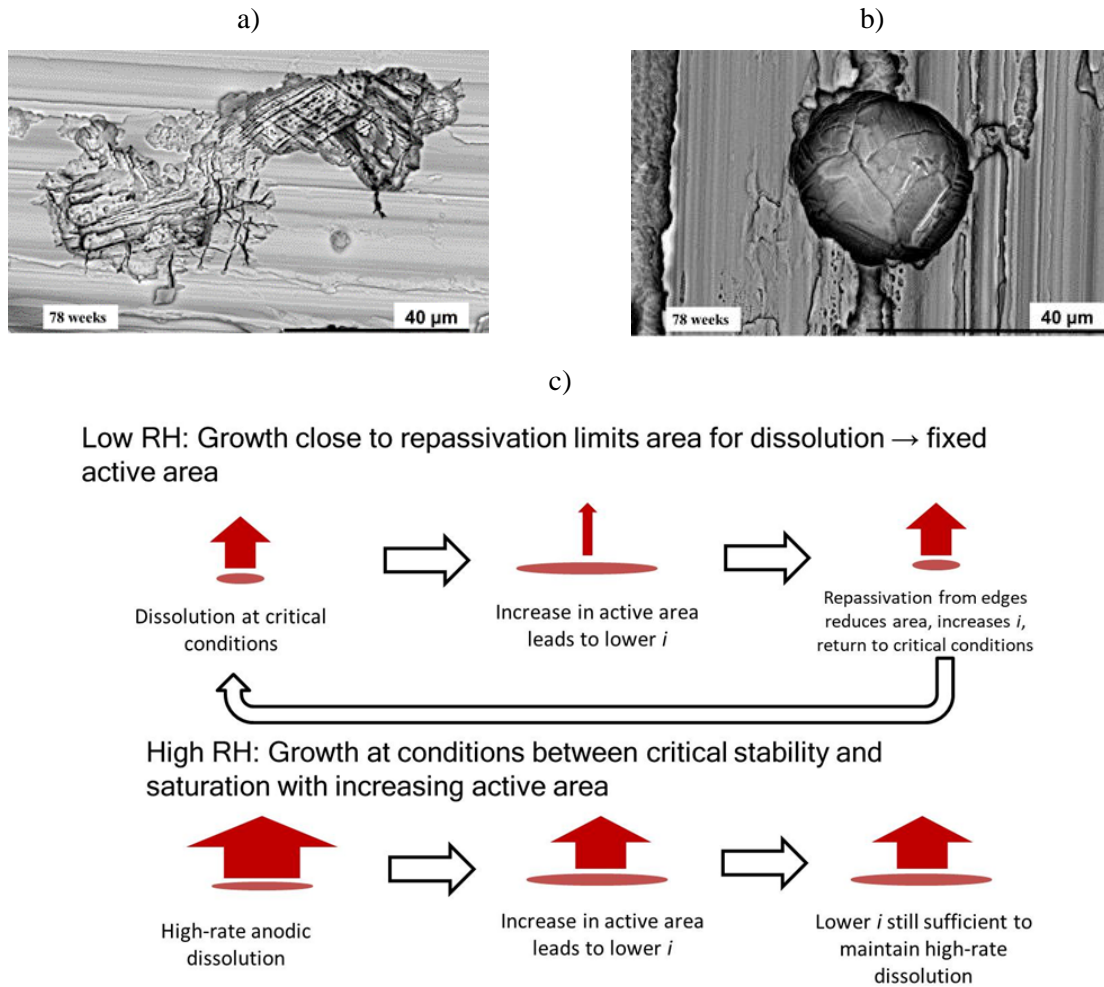 a)
b)
78 weeks
40 µm
78 weeks
40 µm
c)
Low RH: Growth close to repassivation limits area for dissolution → fixed
active area
Dissolution at critical
conditions
Increase in active area
leads to lower i
Repassivation from edges
reduces area, increases i,
return to critical conditions
High RH: Growth at conditions between critical stability and
saturation with increasing active area
High-rate anodic
dissolution
Increase in active area
leads to lower i
Lower i still sufficient to
maintain high-rate
dissolution